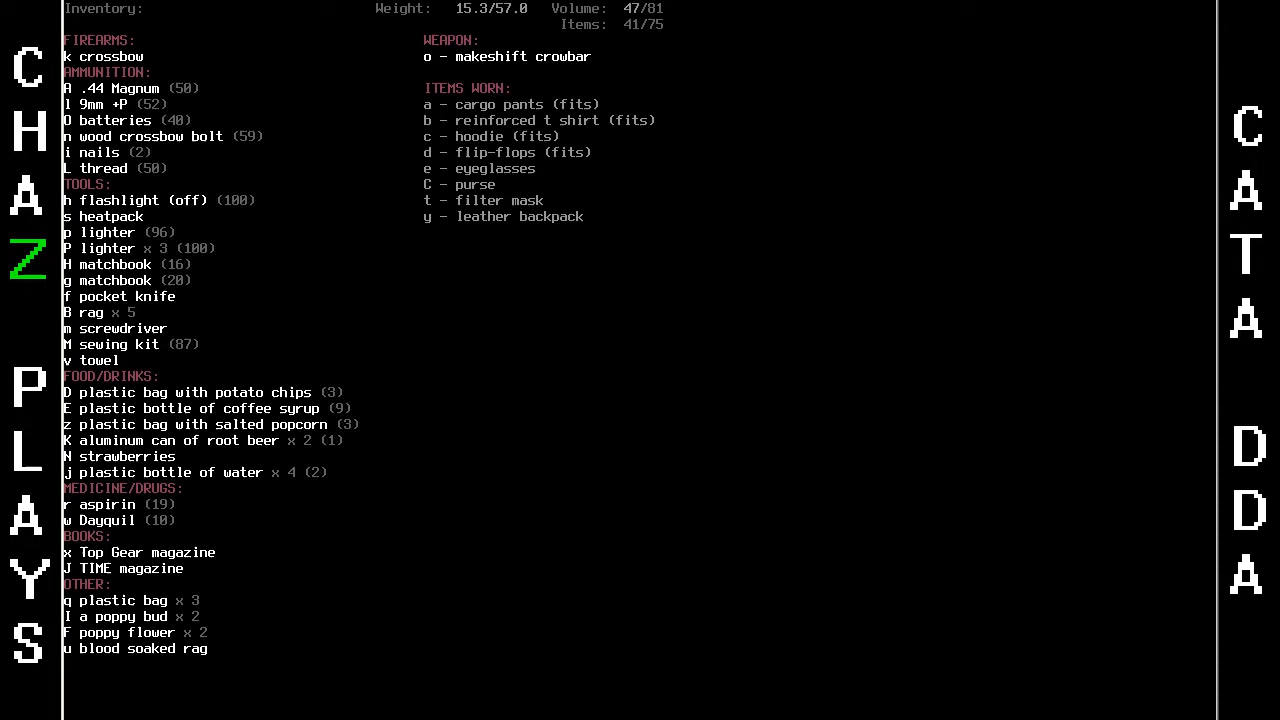 Inventory: Weight: 15.3/57.0 Volume: 47/81
Items: 41/75
FIREARMS:
k crossbow
AMMUNITION:
A .44 Magnum (50)
l 9mm +P (52)
O batteries (40)
n wood crossbow bolt (59)
i nails (2)
L thread (50)
TOOLS:
h flashlight (off) (100)
s heatpack
p lighter (96)
P lighter x 3 (100)
H matchbook (16)
g matchbook (20)
f pocket knife
B rag x 5
m screwdriver
M sewing kit (87)
v towel
FOOD/DRINKS:
D plastic bag with potato chips (3)
E plastic bottle of coffee syrup (9)
z plastic bag with salted popcorn (3)
K aluminum can of root beer x 2 (1)
N strawberries
j plastic bottle of water x 4 (2)
MEDICINE/DRUGS:
r aspirin (19)
w Dayquil (10)
BOOKS:
x Top Gear magazine
J TIME magazine
OTHER:
q plastic bag x 3
I a poppy bud x 2
F poppy flower x 2
u blood soaked rag
WEAPON:
o - makeshift crowbar
ITEMS WORN:
a - cargo pants (fits)
b - reinforced t shirt (fits)
c - hoodie (fits)
d - flip-flops (fits)
e - eyeglasses
C - purse
t - filter mask
y - leather backpack
CHAZ PLAYS
CATA DDA